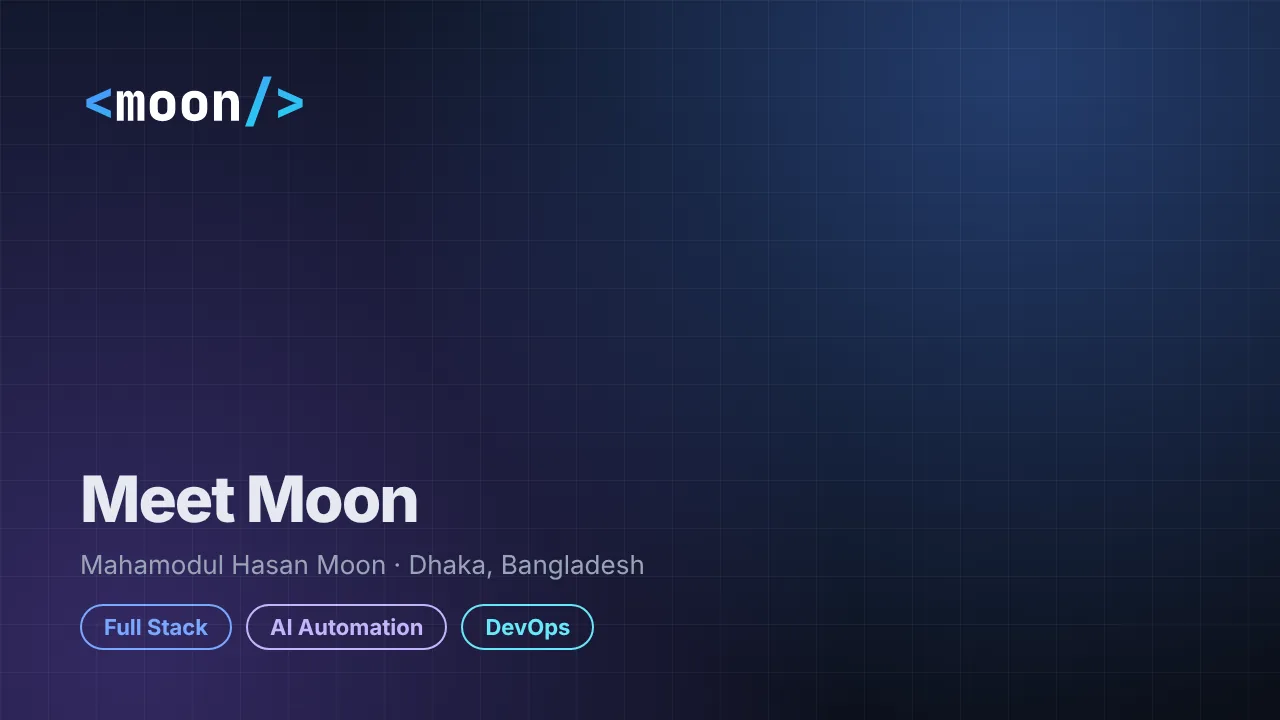 <moon/>
Meet Moon
Mahamodul Hasan Moon · Dhaka, Bangladesh
Full Stack AI Automation DevOps